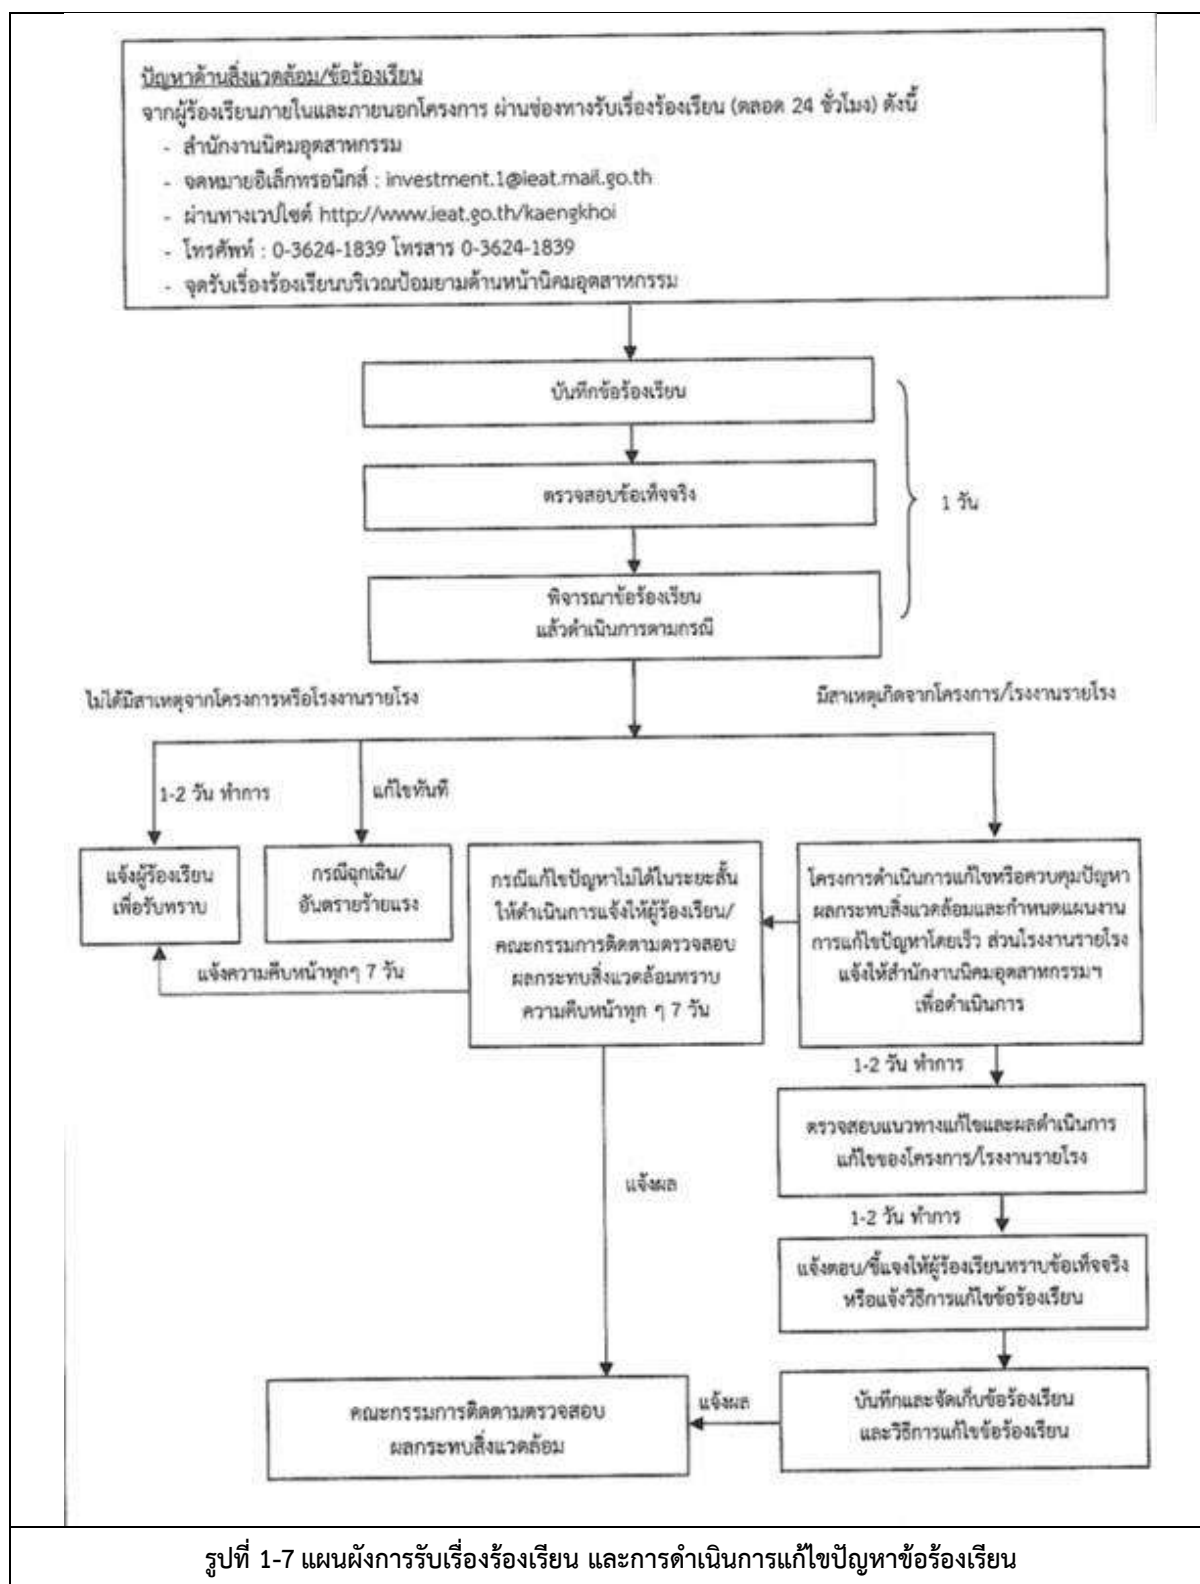 ปัญหาด้านสิ่งแวดล้อม/ข้อร้องเรียน
จากผู้ร้องเรียนภายในและภายนอกโครงการ ผ่านช่องทางรับเรื่องร้องเรียน (ตลอด 24 ชั่วโมง) ดังนี้
- สำนักงานนิคมอุตสาหกรรม
- จดหมายอิเล็กทรอนิกส์ : investment.1@ieat.mail.go.th
- ผ่านทางเวปไซต์ http://www.ieat.go.th/kaengkhoi
- โทรศัพท์ : 0-3624-1839 โทรสาร 0-3624-1839
- จุดรับเรื่องร้องเรียนบริเวณป้อมยามด้านหน้านิคมอุตสาหกรรม
บันทึกข้อร้องเรียน
ตรวจสอบข้อเท็จจริง
1 วัน
พิจารณาข้อร้องเรียน
แล้วดำเนินการตามกรณี
ไม่ได้มีสาเหตุจากโครงการหรือโรงงานรายโรง
มีสาเหตุเกิดจากโครงการ/โรงงานรายโรง
1-2 วัน ทำการ
แก้ไขทันที
แจ้งผู้ร้องเรียน
เพื่อรับทราบ
กรณีฉุกเฉิน/
อันตรายร้ายแรง
กรณีแก้ไขปัญหาไม่ได้ในระยะสั้น
ให้ดำเนินการแจ้งให้ผู้ร้องเรียน/
คณะกรรมการติดตามตรวจสอบ
ผลกระทบสิ่งแวดล้อมทราบ
ความคืบหน้าทุก ๆ 7 วัน
โครงการดำเนินการแก้ไขหรือควบคุมปัญหา
ผลกระทบสิ่งแวดล้อมและกำหนดแผนงาน
การแก้ไขปัญหาโดยเร็ว ส่วนโรงงานรายโรง
แจ้งให้สำนักงานนิคมอุตสาหกรรมฯ
เพื่อดำเนินการ
แจ้งความคืบหน้าทุกๆ 7 วัน
1-2 วัน ทำการ
ตรวจสอบแนวทางแก้ไขและผลดำเนินการ
แก้ไขของโครงการ/โรงงานรายโรง
แจ้งผล
1-2 วัน ทำการ
แจ้งตอบ/ชี้แจงให้ผู้ร้องเรียนทราบข้อเท็จจริง
หรือแจ้งวิธีการแก้ไขข้อร้องเรียน
คณะกรรมการติดตามตรวจสอบ
ผลกระทบสิ่งแวดล้อม
แจ้งผล
บันทึกและจัดเก็บข้อร้องเรียน
และวิธีการแก้ไขข้อร้องเรียน
รูปที่ 1-7 แผนผังการรับเรื่องร้องเรียน และการดำเนินการแก้ไขปัญหาข้อร้องเรียน